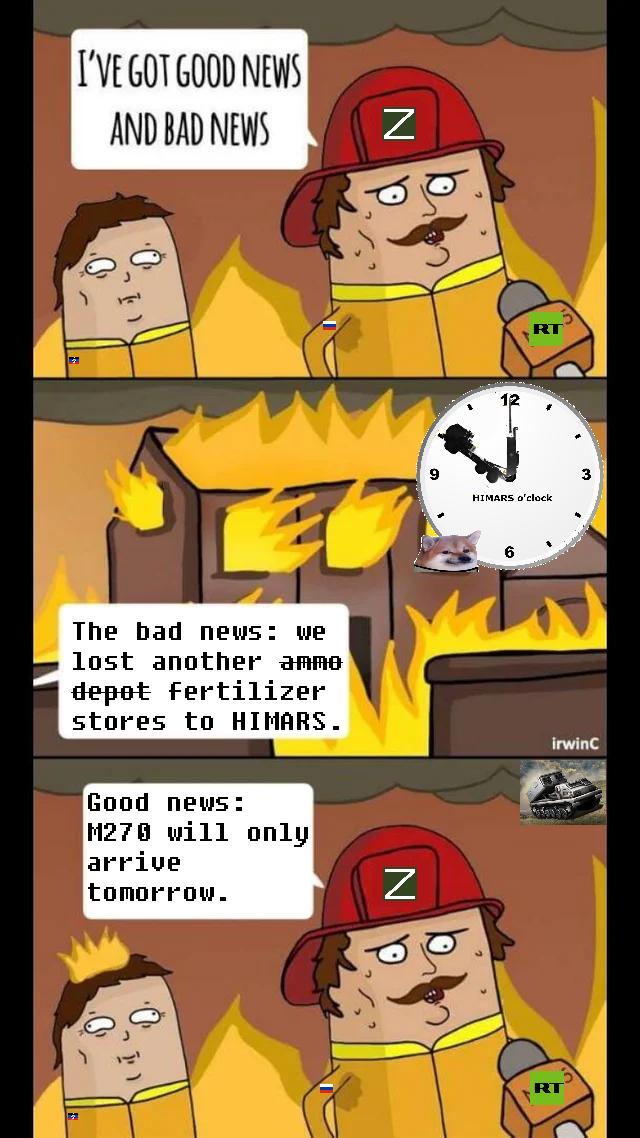 I'VE GOT GOOD NEWS
AND BAD NEWS
Z
RT
12
9
3
HIMARS o'clock
6
The bad news: we
lost another ammo
depot fertilizer
stores to HIMARS.
irwinC
Good news:
M270 will only
arrive
tomorrow.
Z
RT